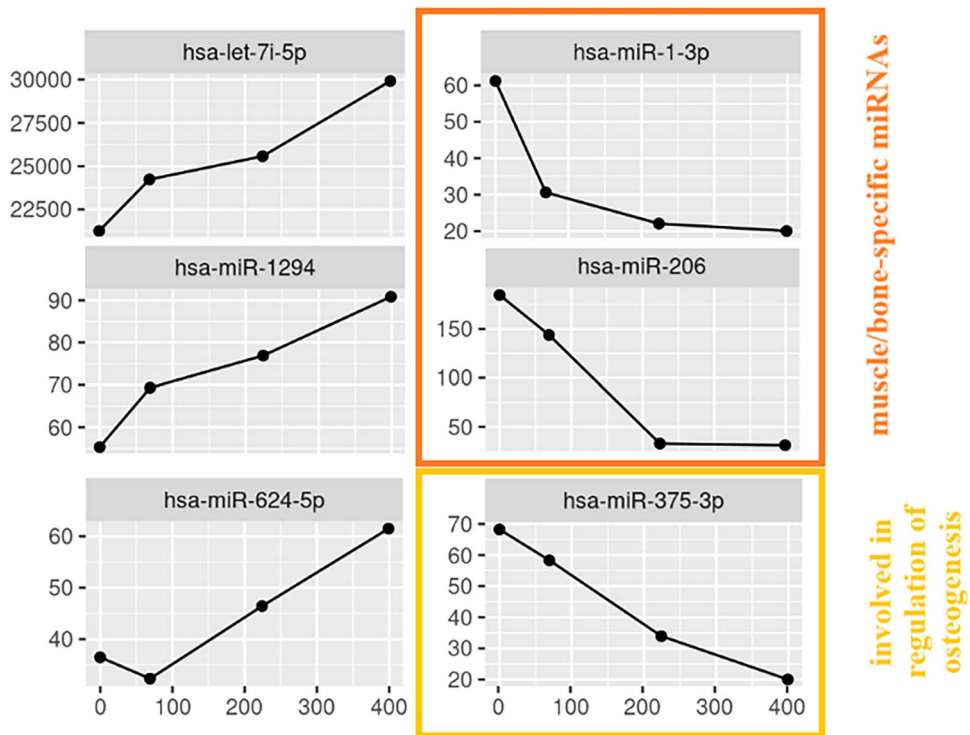 hsa-let-7i-5p
30000
27500
25000
22500
hsa-miR-1-3p
60
50
40
30
20
muscle/bone-specific miRNAs
hsa-miR-1294
90
80
70
60
hsa-miR-206
150
100
50
hsa-miR-624-5p
60
50
40
0 100 200 300 400
hsa-miR-375-3p
70
60
50
40
30
20
0 100 200 300 400
involved in
regulation of
osteogenesis